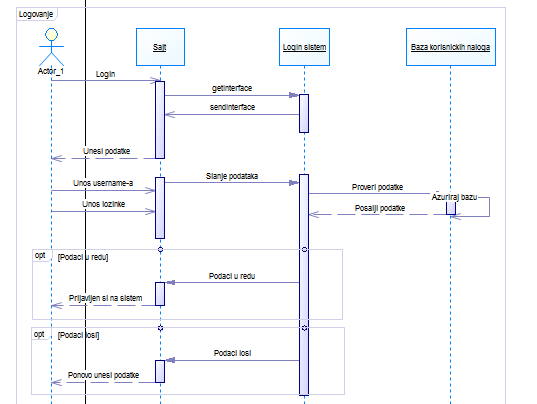 Logovanje
Actor_1
Sajt
Login sistem
Baza korisnickih naloga
Login
getInterface
sendInterface
Unesi podatke
Unos username-a
Slanje podataka
Proveri podatke
Azuriraj bazu
Unos lozinke
Posalji podatke
opt
[Podaci u redu]
Podaci u redu
Prijavljen si na sistem
opt
[Podaci losi]
Podaci losi
Ponovo unesi podatke